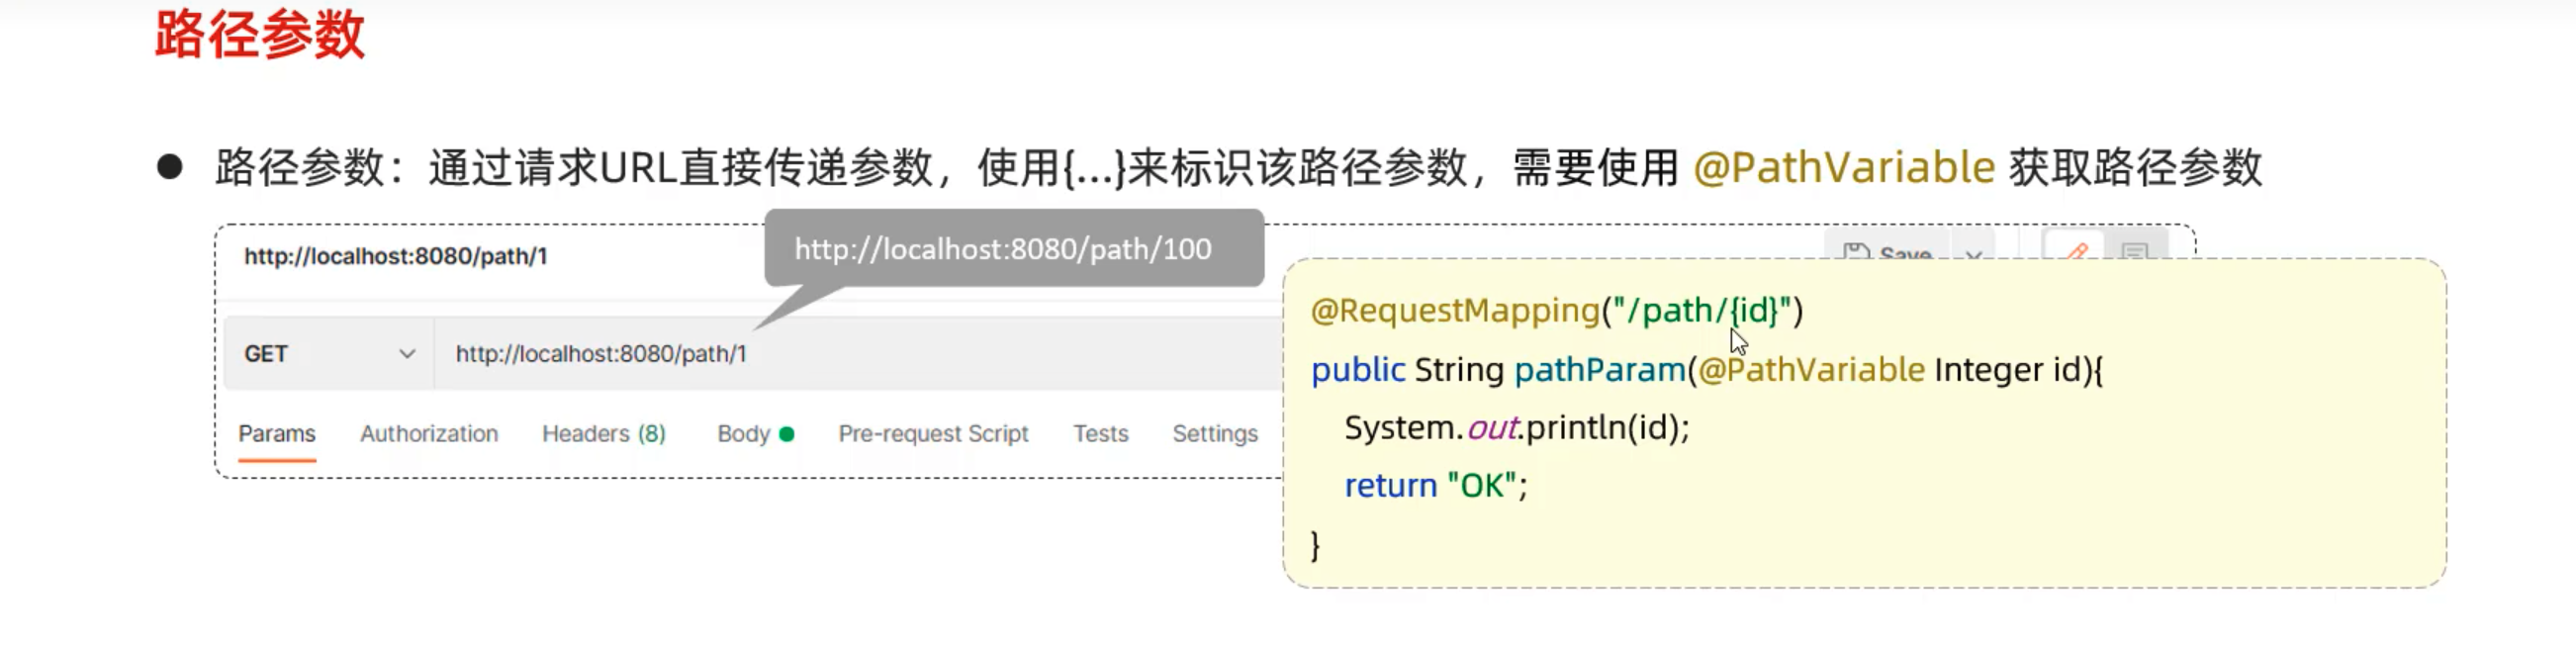 路径参数
● 路径参数：通过请求URL直接传递参数，使用{...}来标识该路径参数，需要使用 @PathVariable 获取路径参数
http://localhost:8080/path/1
http://localhost:8080/path/100
Save
GET http://localhost:8080/path/1
Params Authorization Headers (8) Body Pre-request Script Tests Settings
@RequestMapping("/path/{id}")
public String pathParam(@PathVariable Integer id){
System.out.println(id);
return "OK";
}